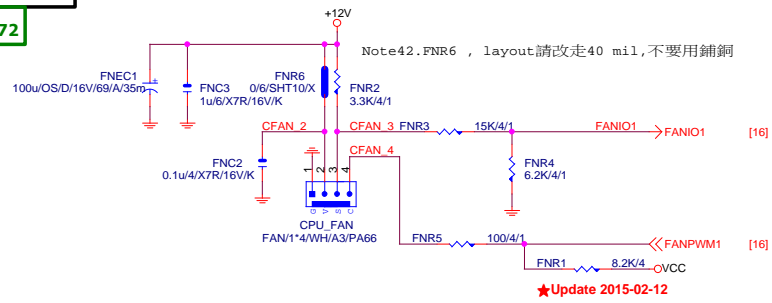 72
+12V
Note42.FNR6 , layout請改走40 mil,不要用鋪銅
FNEC1
100u/OS/D/16V/69/A/35m
FNC3
1u/6/X7R/16V/K
FNR6
0/6/SHT10/X
FNR2
3.3K/4/1
CFAN_2
CFAN_3
FNR3
15K/4/1
FANIO1
FANIO1
[16]
CFAN_4
FNC2
0.1u/4/X7R/16V/K
FNR4
6.2K/4/1
1
2
3
4
G
V
S
C
CPU_FAN
FAN/1*4/WH/A3/PA66
FNR5
100/4/1
FANPWM1
[16]
FNR1
8.2K/4
VCC
★Update 2015-02-12